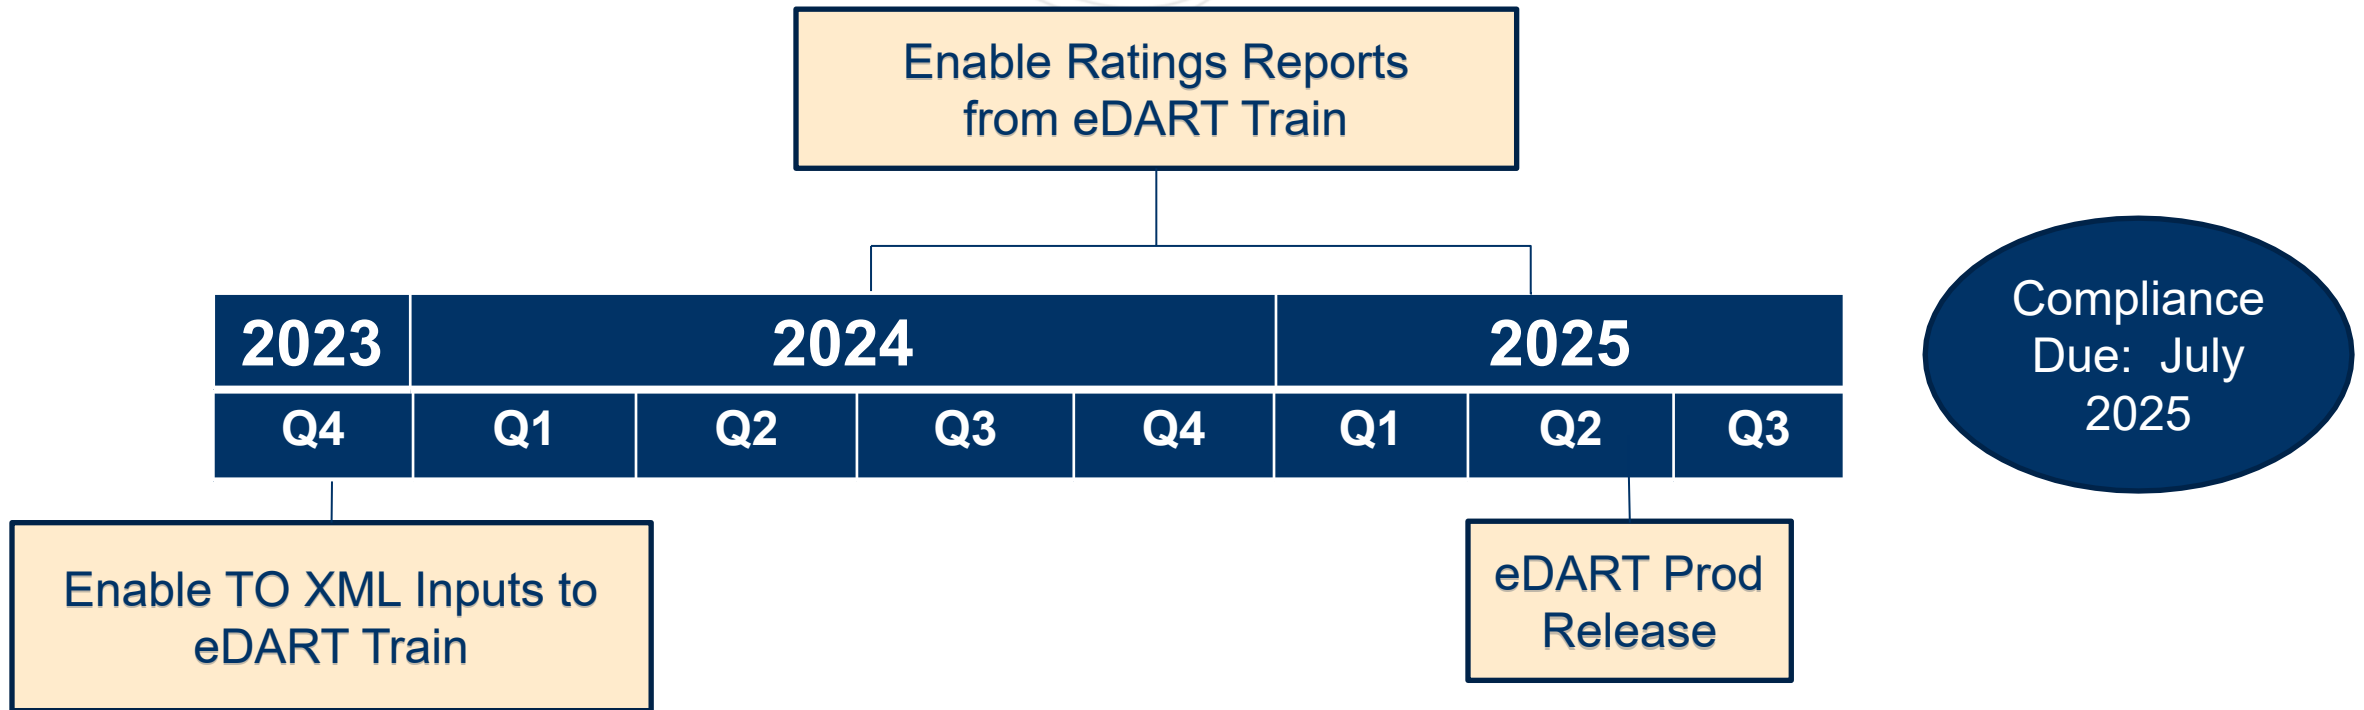 Enable Ratings Reports
from eDART Train
2023 2024 2025
Q4 Q1 Q2 Q3 Q4 Q1 Q2 Q3
Compliance
Due: July
2025
Enable TO XML Inputs to
eDART Train
eDART Prod
Release